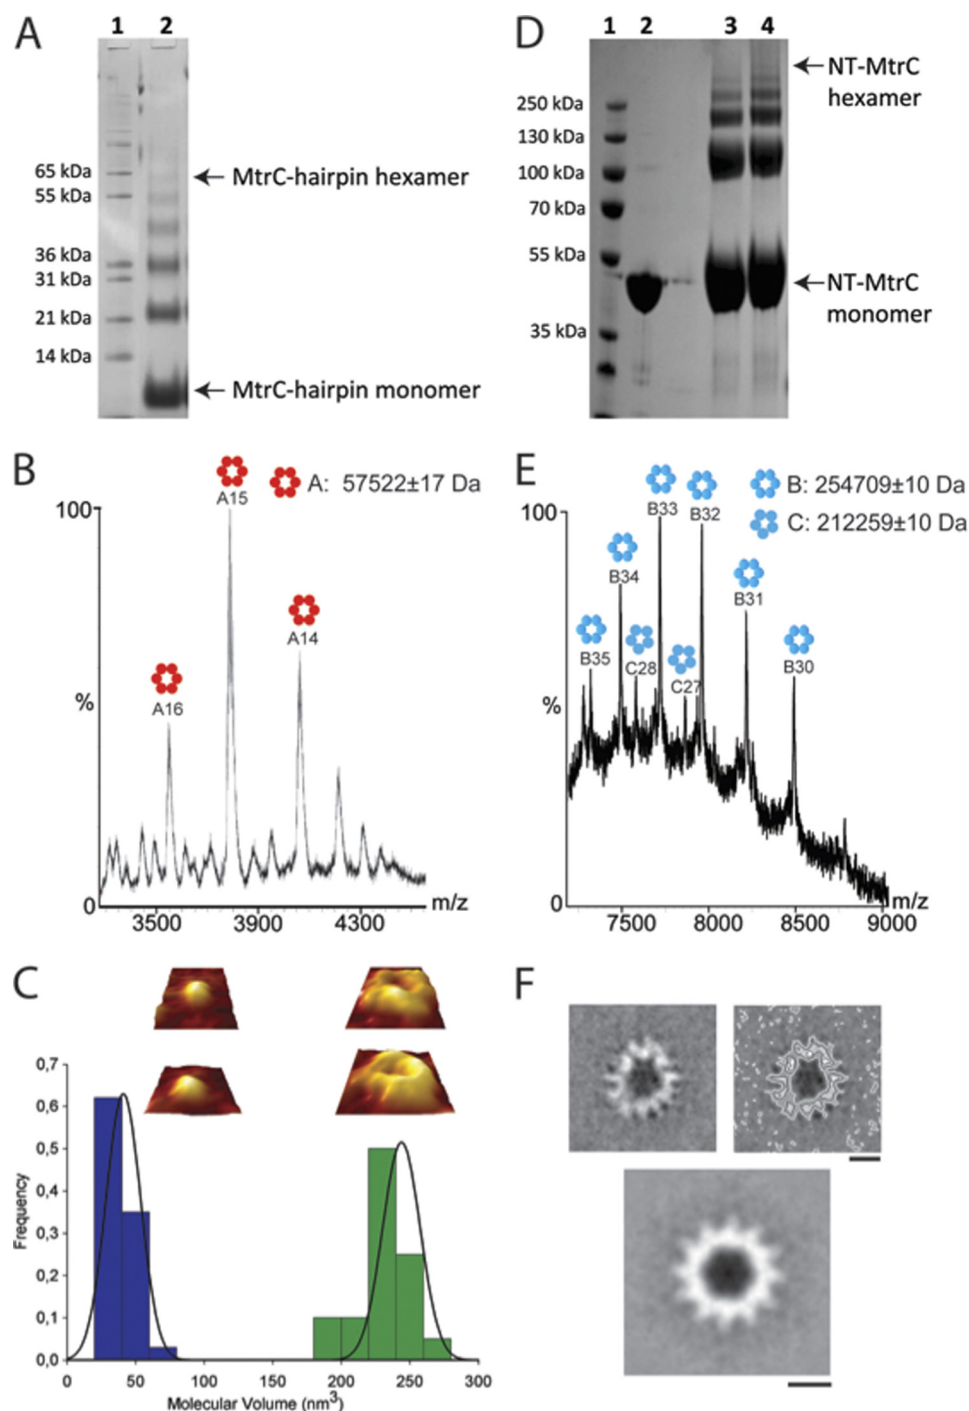 A
1 2
65 kDa
55 kDa
36 kDa
31 kDa
21 kDa
14 kDa
MtrC-hairpin hexamer
MtrC-hairpin monomer
D
1 2 3 4
250 kDa
130 kDa
100 kDa
70 kDa
55 kDa
35 kDa
NT-MtrC
hexamer
NT-MtrC
monomer
B
A: 57522±17 Da
A15
A14
A16
100
%
0
3500 3900 4300
m/z
E
B: 254709±10 Da
C: 212259±10 Da
B33
B32
B34
B31
B35
C28
C27
B30
100
%
0
7500 8000 8500 9000
m/z
C
0,7
0,6
0,5
0,4
0,3
0,2
0,1
0,0
Frequency
0 50 100 150 200 250 300
Molecular Volume (nm3)
F